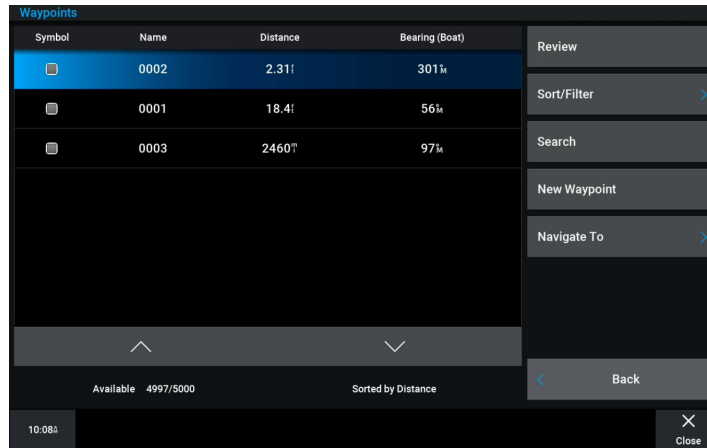 Waypoints
Symbol Name Distance Bearing (Boat)
0002 2.31 301°M
0001 18.4 56°M
0003 2460 97°M
Available 4997/5000 Sorted by Distance
Review
Sort/Filter
Search
New Waypoint
Navigate To
Back
10:08
Close